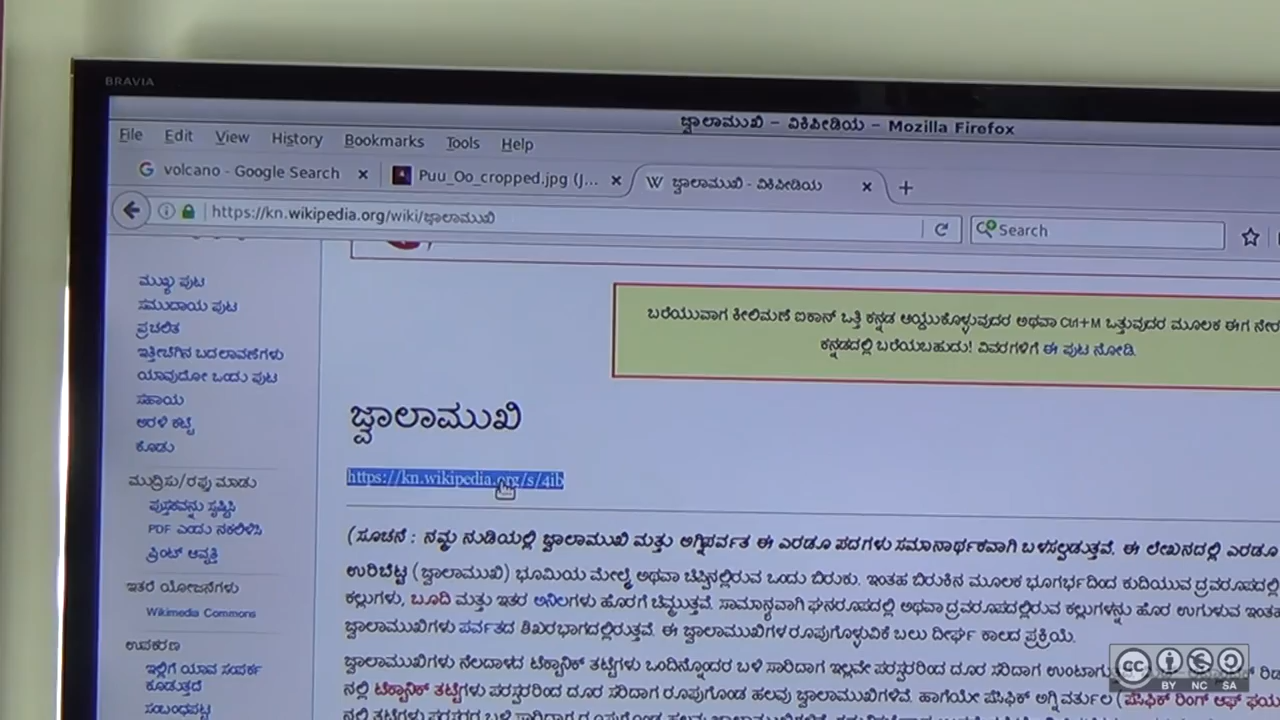 BRAVIA
ಜ್ವಾಲಾಮುಖಿ - ವಿಕಿಪೀಡಿಯ - Mozilla Firefox
File Edit View History Bookmarks Tools Help
volcano - Google Search × Puu_Oo_cropped.jpg (J... × ಜ್ವಾಲಾಮುಖಿ - ವಿಕಿಪೀಡಿಯ × +
https://kn.wikipedia.org/wiki/ಜ್ವಾಲಾಮುಖಿ Search
ಮುಖ್ಯ ಪುಟ
ಸಮುದಾಯ ಪುಟ
ಪ್ರಚಲಿತ
ಇತ್ತೀಚೆಗಿನ ಬದಲಾವಣೆಗಳು
ಯಾವುದೋ ಒಂದು ಪುಟ
ಸಹಾಯ
ಅರಳಿ ಕಟ್ಟೆ
ಕೊಡು
ಮುದ್ರಿಸು/ರಫ್ತು ಮಾಡು
ಪುಸ್ತಕವನ್ನು ಸೃಷ್ಟಿಸಿ
PDF ಎಂದು ನಕಲಿಳಿಸಿ
ಪ್ರಿಂಟ್ ಆವೃತ್ತಿ
ಇತರೆ ಯೋಜನೆಗಳು
Wikimedia Commons
ಉಪಕರಣ
ಇಲ್ಲಿಗೆ ಯಾವ ಸಂಪರ್ಕ
ಕೂಡುತ್ತದೆ
ಸಂಬಂಧಪಟ್ಟ
ಬರೆಯುವಾಗ ಕೀಲಿಮಣೆ ಐಕಾನ್ ಒತ್ತಿ ಕನ್ನಡ ಆಯ್ದುಕೊಳ್ಳುವುದರ ಅಥವಾ Ctrl+M ಒತ್ತುವುದರ ಮೂಲಕ ಈಗ ನೇರ
ಕನ್ನಡದಲ್ಲಿ ಬರೆಯಬಹುದು! ವಿವರಗಳಿಗೆ ಈ ಪುಟ ನೋಡಿ.
ಜ್ವಾಲಾಮುಖಿ
https://kn.wikipedia.org/s/4ib
(ಸೂಚನೆ : ನಮ್ಮ ನುಡಿಯಲ್ಲಿ ಜ್ವಾಲಾಮುಖಿ ಮತ್ತು ಅಗ್ನಿಪರ್ವತ ಈ ಎರಡೂ ಪದಗಳು ಸಮಾನಾರ್ಥಕವಾಗಿ ಬಳಸಲ್ಪಡುತ್ತವೆ. ಈ ಲೇಖನದಲ್ಲಿ ಎರಡೂ
ಉರಿಬೆಟ್ಟ (ಜ್ವಾಲಾಮುಖಿ) ಭೂಮಿಯ ಮೇಲ್ಮೈ ಅಥವಾ ಚಿಪ್ಪಿನಲ್ಲಿರುವ ಒಂದು ಬಿರುಕು. ಇಂತಹ ಬಿರುಕಿನ ಮೂಲಕ ಭೂಗರ್ಭದಿಂದ ಕುದಿಯುವ ದ್ರವರೂಪದಲ್ಲಿ
ಕಲ್ಲುಗಳು, ಬೂದಿ ಮತ್ತು ಇತರ ಅನಿಲಗಳು ಹೊರಗೆ ಚಿಮ್ಮುತ್ತವೆ. ಸಾಮಾನ್ಯವಾಗಿ ಘನರೂಪದಲ್ಲಿ ಅಥವಾ ದ್ರವರೂಪದಲ್ಲಿರುವ ಕಲ್ಲುಗಳನ್ನು ಹೊರ ಉಗುಳುವ
ಜ್ವಾಲಾಮುಖಿಗಳು ಪರ್ವತದ ಶಿಖರಭಾಗದಲ್ಲಿರುತ್ತವೆ. ಈ ಜ್ವಾಲಾಮುಖಿಗಳ ರೂಪುಗೊಳ್ಳುವಿಕೆ ಬಲು ದೀರ್ಘ ಕಾಲದ ಪ್ರಕ್ರಿಯೆ.
ಜ್ವಾಲಾಮುಖಿಗಳು ನೆಲದಾಳದ ಟೆಕ್ಟಾನಿಕ್ ತಟ್ಟೆಗಳು ಒಂದಿನ್ನೊಂದರ ಬಳಿ ಸಾರಿದಾಗ ಇಲ್ಲವೇ ಪರಸ್ಪರರಿಂದ ದೂರ ಸರಿದಾಗ
ನಲ್ಲಿ ಟೆಕ್ಟಾನಿಕ್ ತಟ್ಟೆಗಳು ಪರಸ್ಪರರಿಂದ ದೂರ ಸರಿದಾಗ ರೂಪುಗೊಂಡ ಹಲವು ಜ್ವಾಲಾಮುಖಿಗಳಿವೆ. ಹಾಗೆಯೇ ಪೆಸಿಫಿಕ್ ಅಗ್ನಿ ವರ್ತುಲ (ಪೆಸಿಫಿಕ್ ರಿಂಗ್ ಆಫ್
cc BY NC SA